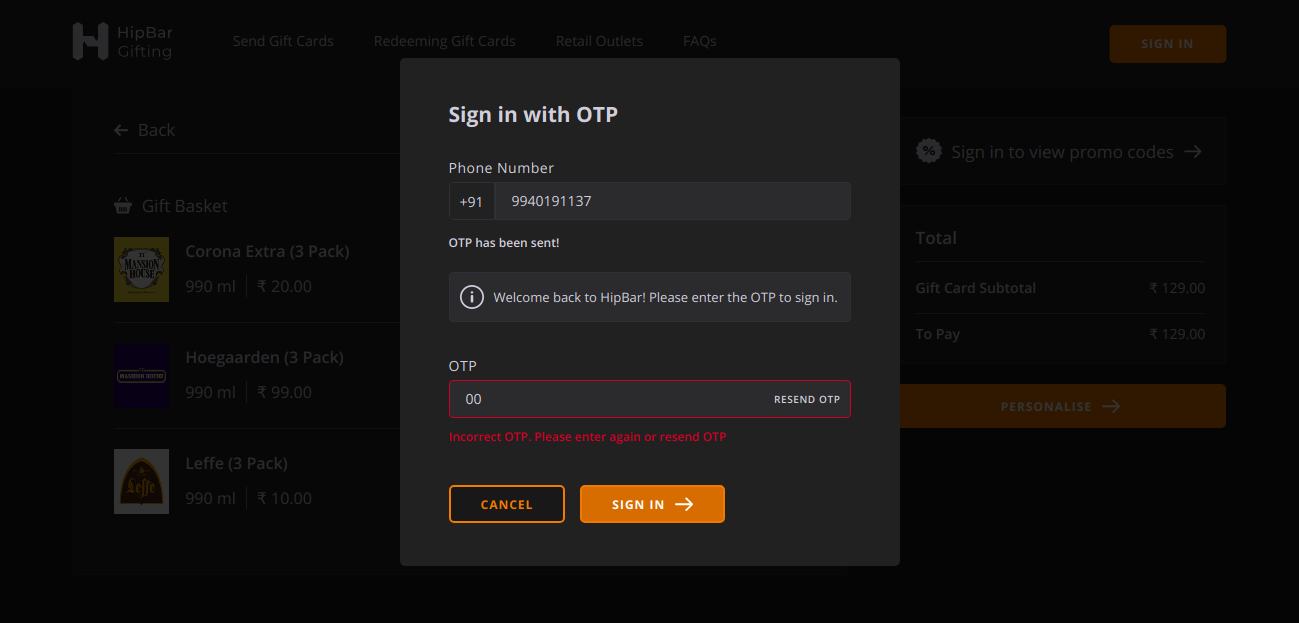 HipBar
Gifting
Send Gift Cards
Redeeming Gift Cards
Retail Outlets
FAQs
SIGN IN
Back
Gift Basket
MANSION
HOUSE
Corona Extra (3 Pack)
990 ml
₹ 20.00
MANSION HOUSE
Hoegaarden (3 Pack)
990 ml
₹ 99.00
Leffe
Leffe (3 Pack)
990 ml
₹ 10.00
Sign in with OTP
Phone Number
+91 9940191137
OTP has been sent!
Welcome back to HipBar! Please enter the OTP to sign in.
OTP
00 RESEND OTP
Incorrect OTP. Please enter again or resend OTP
CANCEL
SIGN IN
% Sign in to view promo codes
Total
Gift Card Subtotal ₹ 129.00
To Pay ₹ 129.00
PERSONALISE